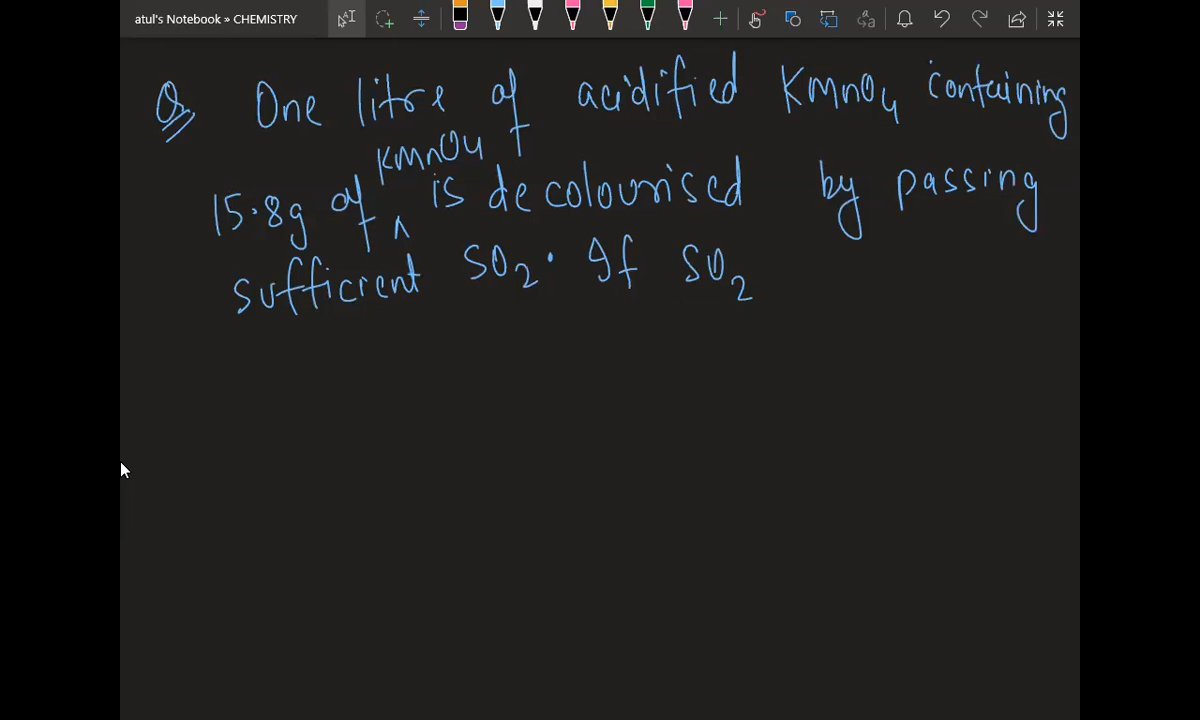 atul's Notebook » CHEMISTRY
Q. One litre of acidified KMnO4 containing
15.8g of KMnO4 is decolourised by passing
sufficient SO2. If SO2